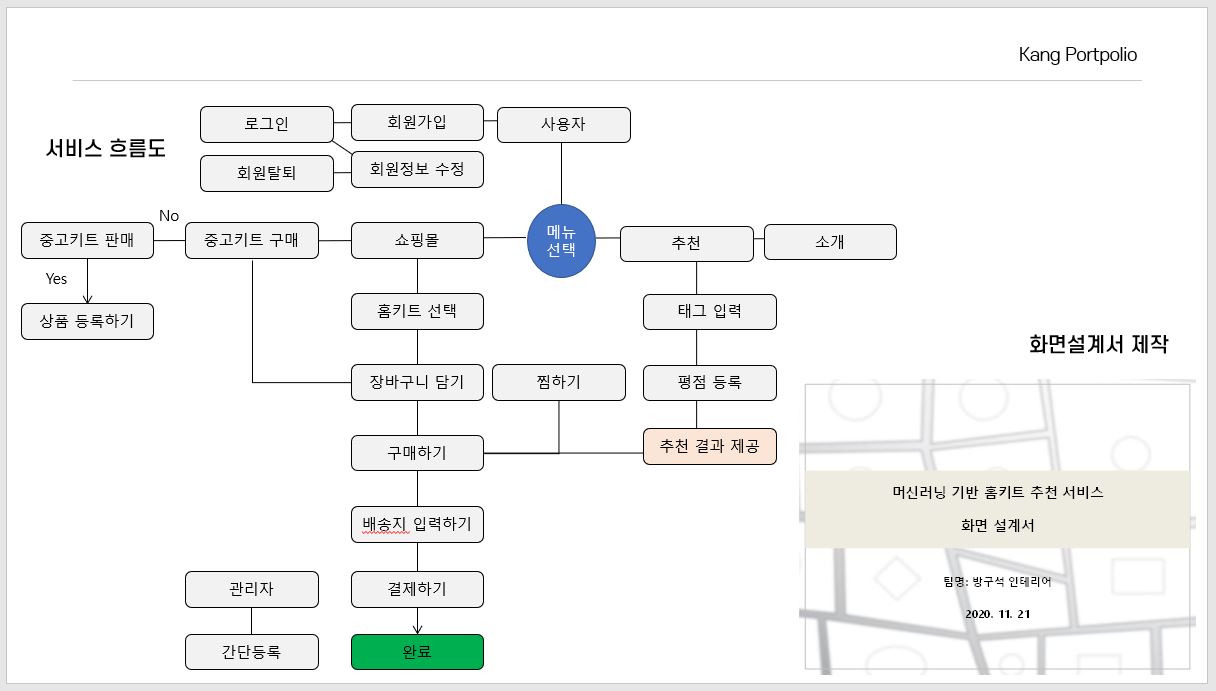 Kang Portpolio
서비스 흐름도
로그인
회원가입
사용자
회원탈퇴
회원정보 수정
No
중고키트 판매
중고키트 구매
쇼핑몰
메뉴
선택
추천
소개
Yes
상품 등록하기
홈키트 선택
태그 입력
화면설계서 제작
장바구니 담기
찜하기
평점 등록
구매하기
추천 결과 제공
배송지 입력하기
관리자
결제하기
간단등록
완료
머신러닝 기반 홈키트 추천 서비스
화면 설계서
팀명: 방구석 인테리어
2020. 11. 21